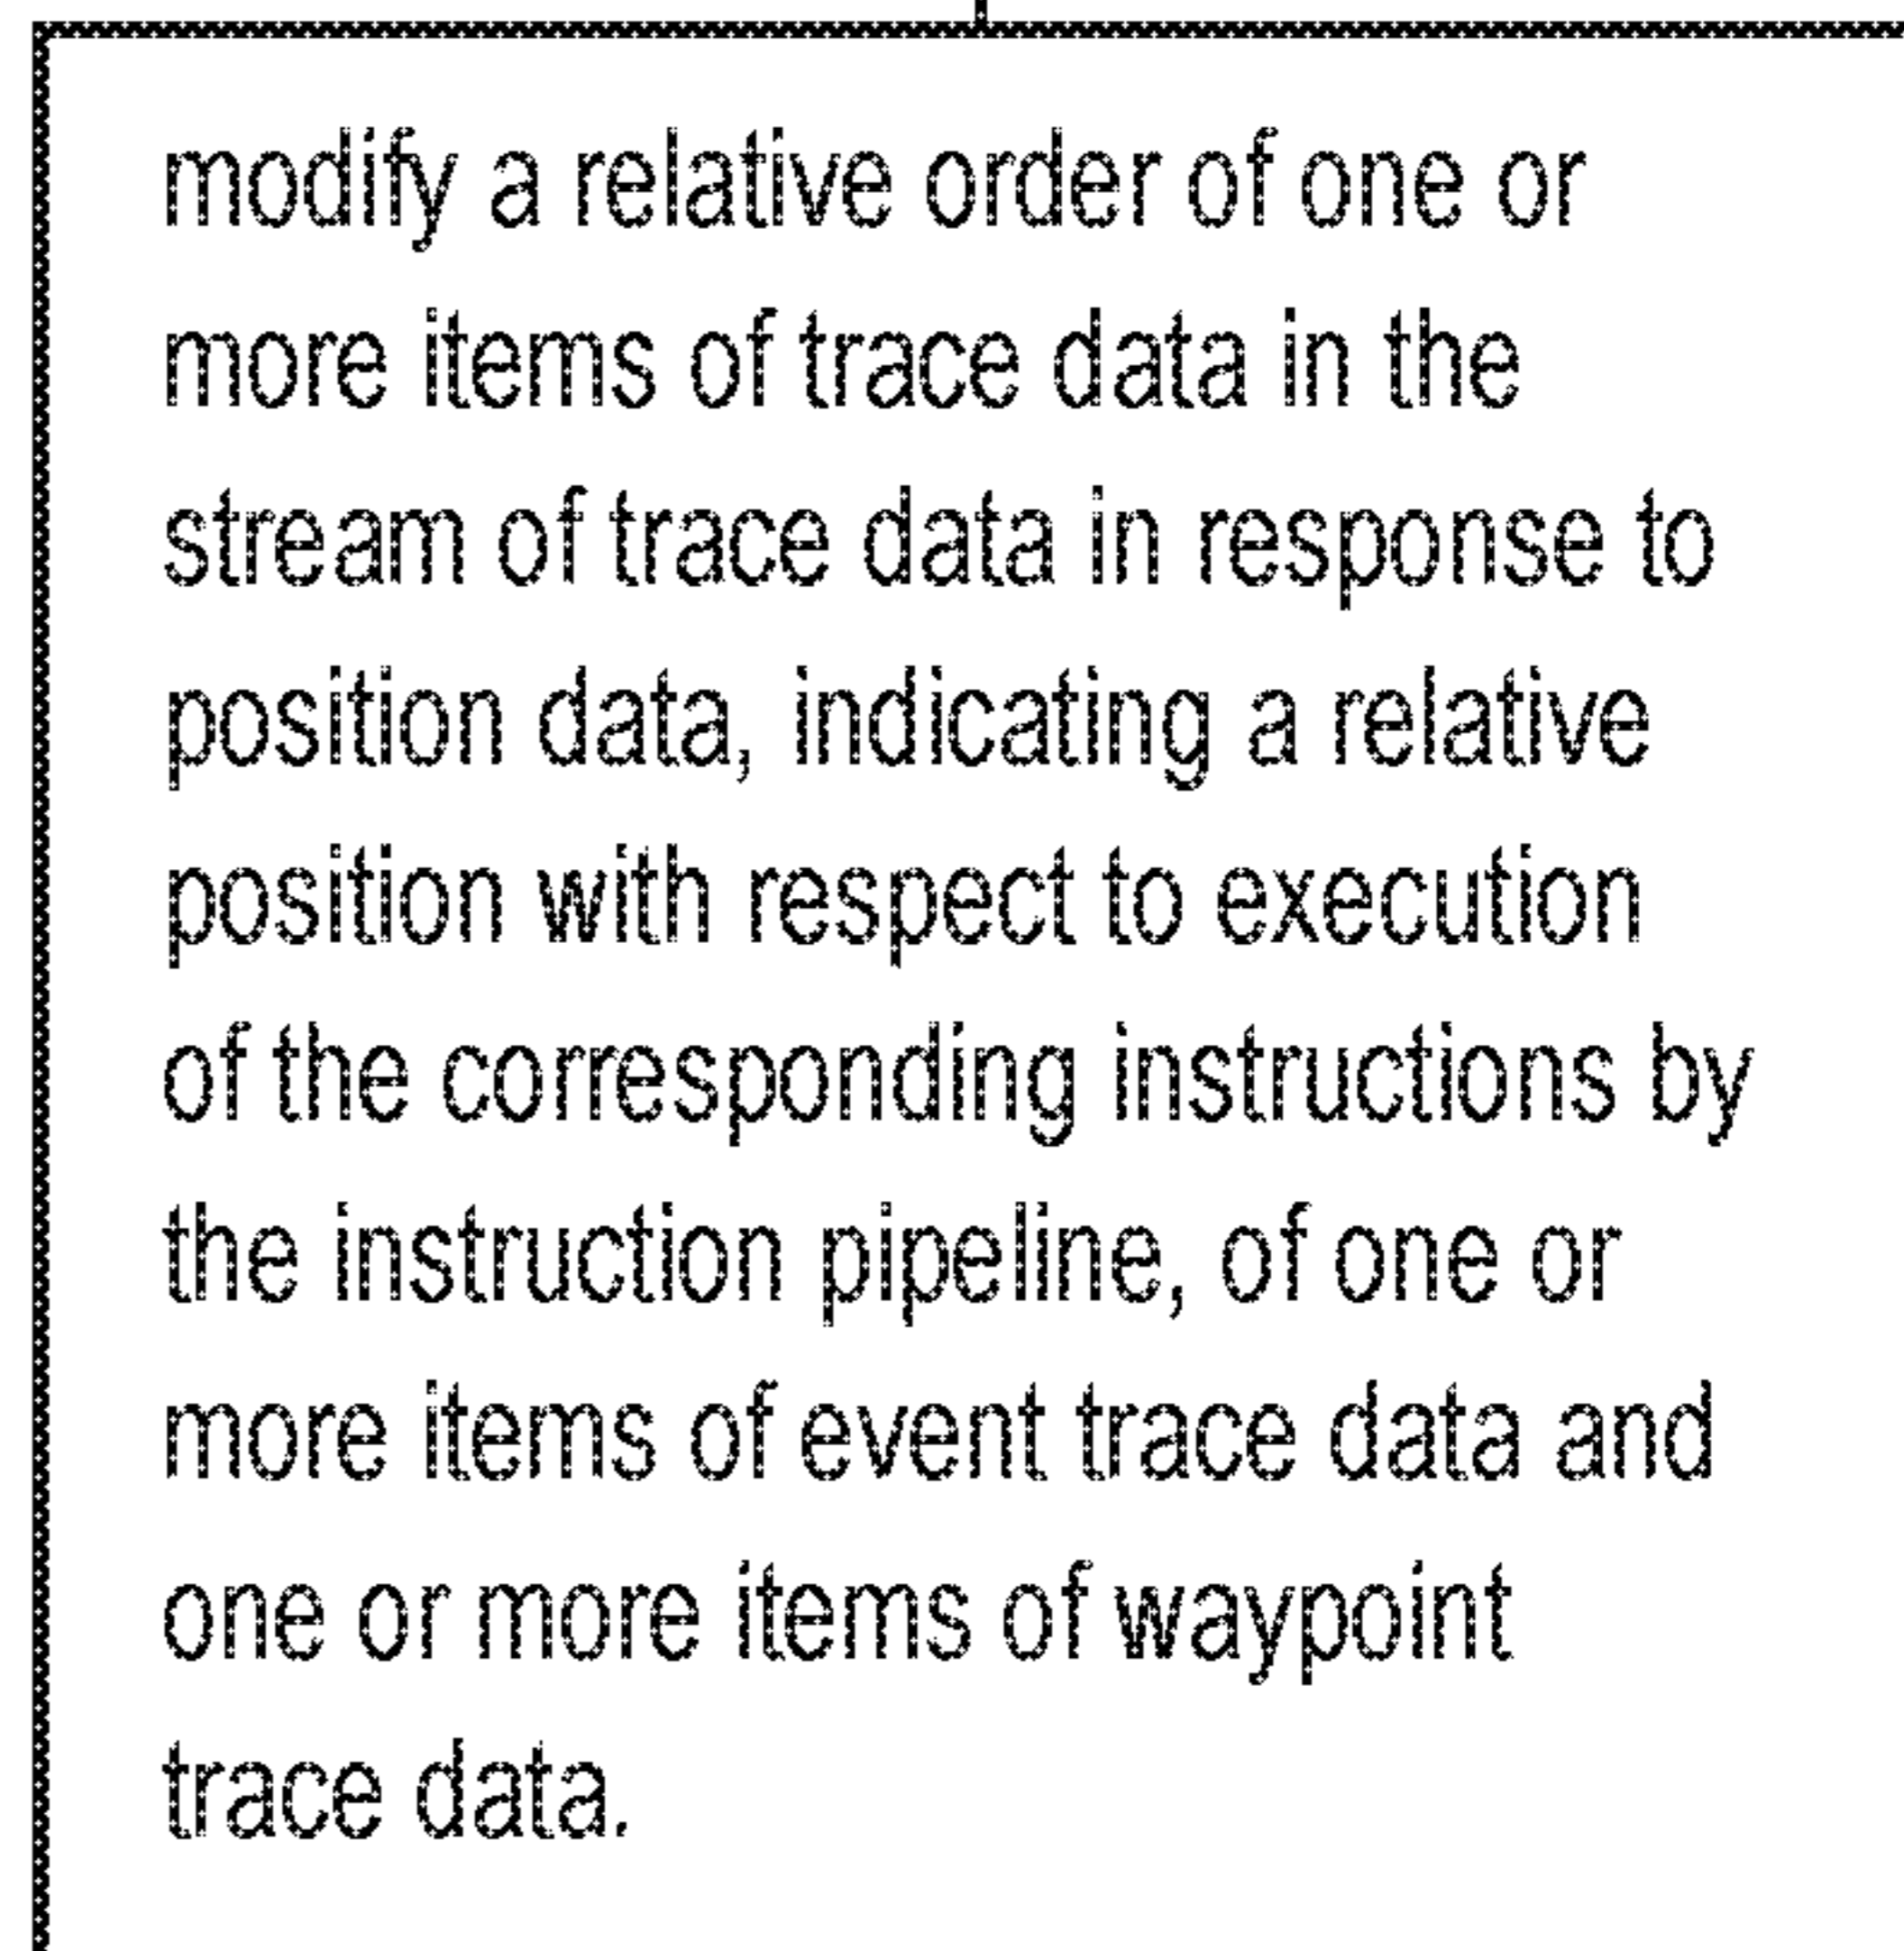 modify a relative order of one or
more items of trace data in the
stream of trace data in response to
position data, indicating a relative
position with respect to execution
of the corresponding instructions by
the instruction pipeline, of one or
more items of event trace data and
one or more items of waypoint
trace data.